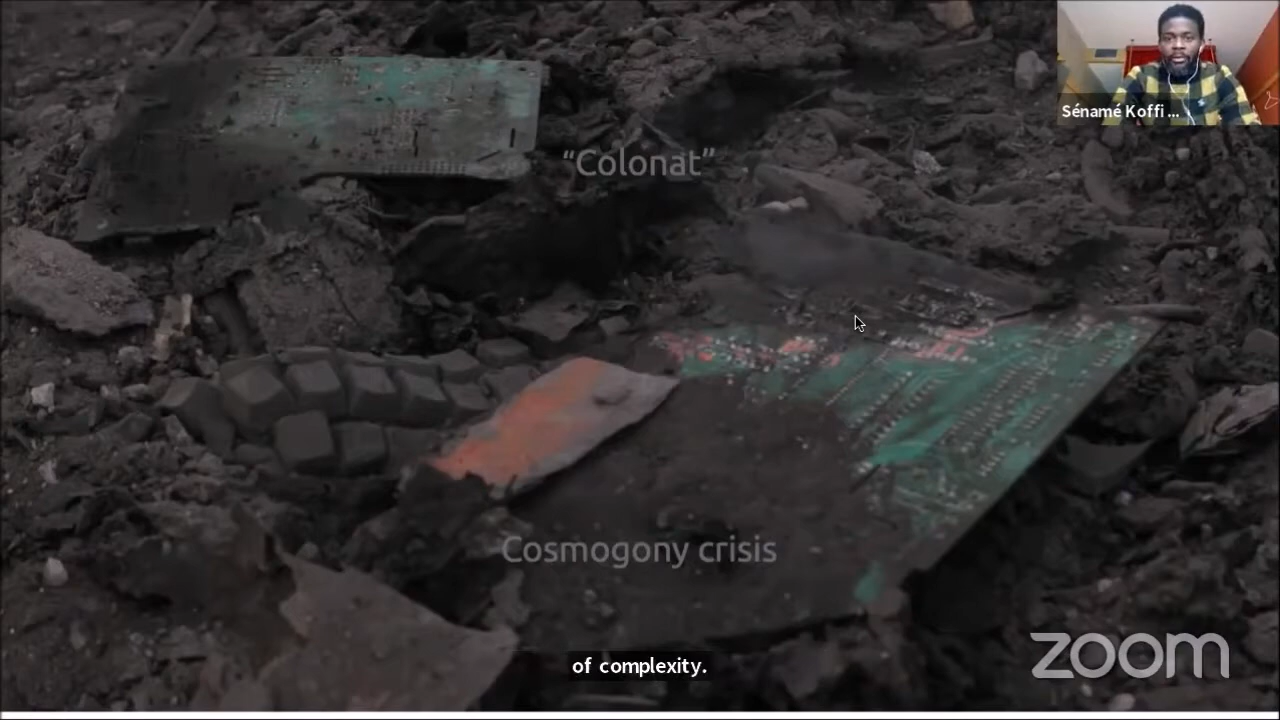 Sénamé Koffi ...
“Colonat”
Cosmogony crisis
of complexity.
zoom